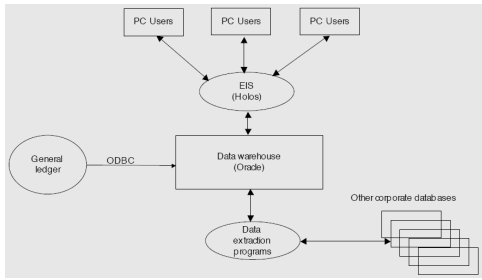 PC Users
PC Users
PC Users
EIS
(Holos)
General
ledger
ODBC
Data warehouse
(Oracle)
Other corporate databases
Data
extraction
programs